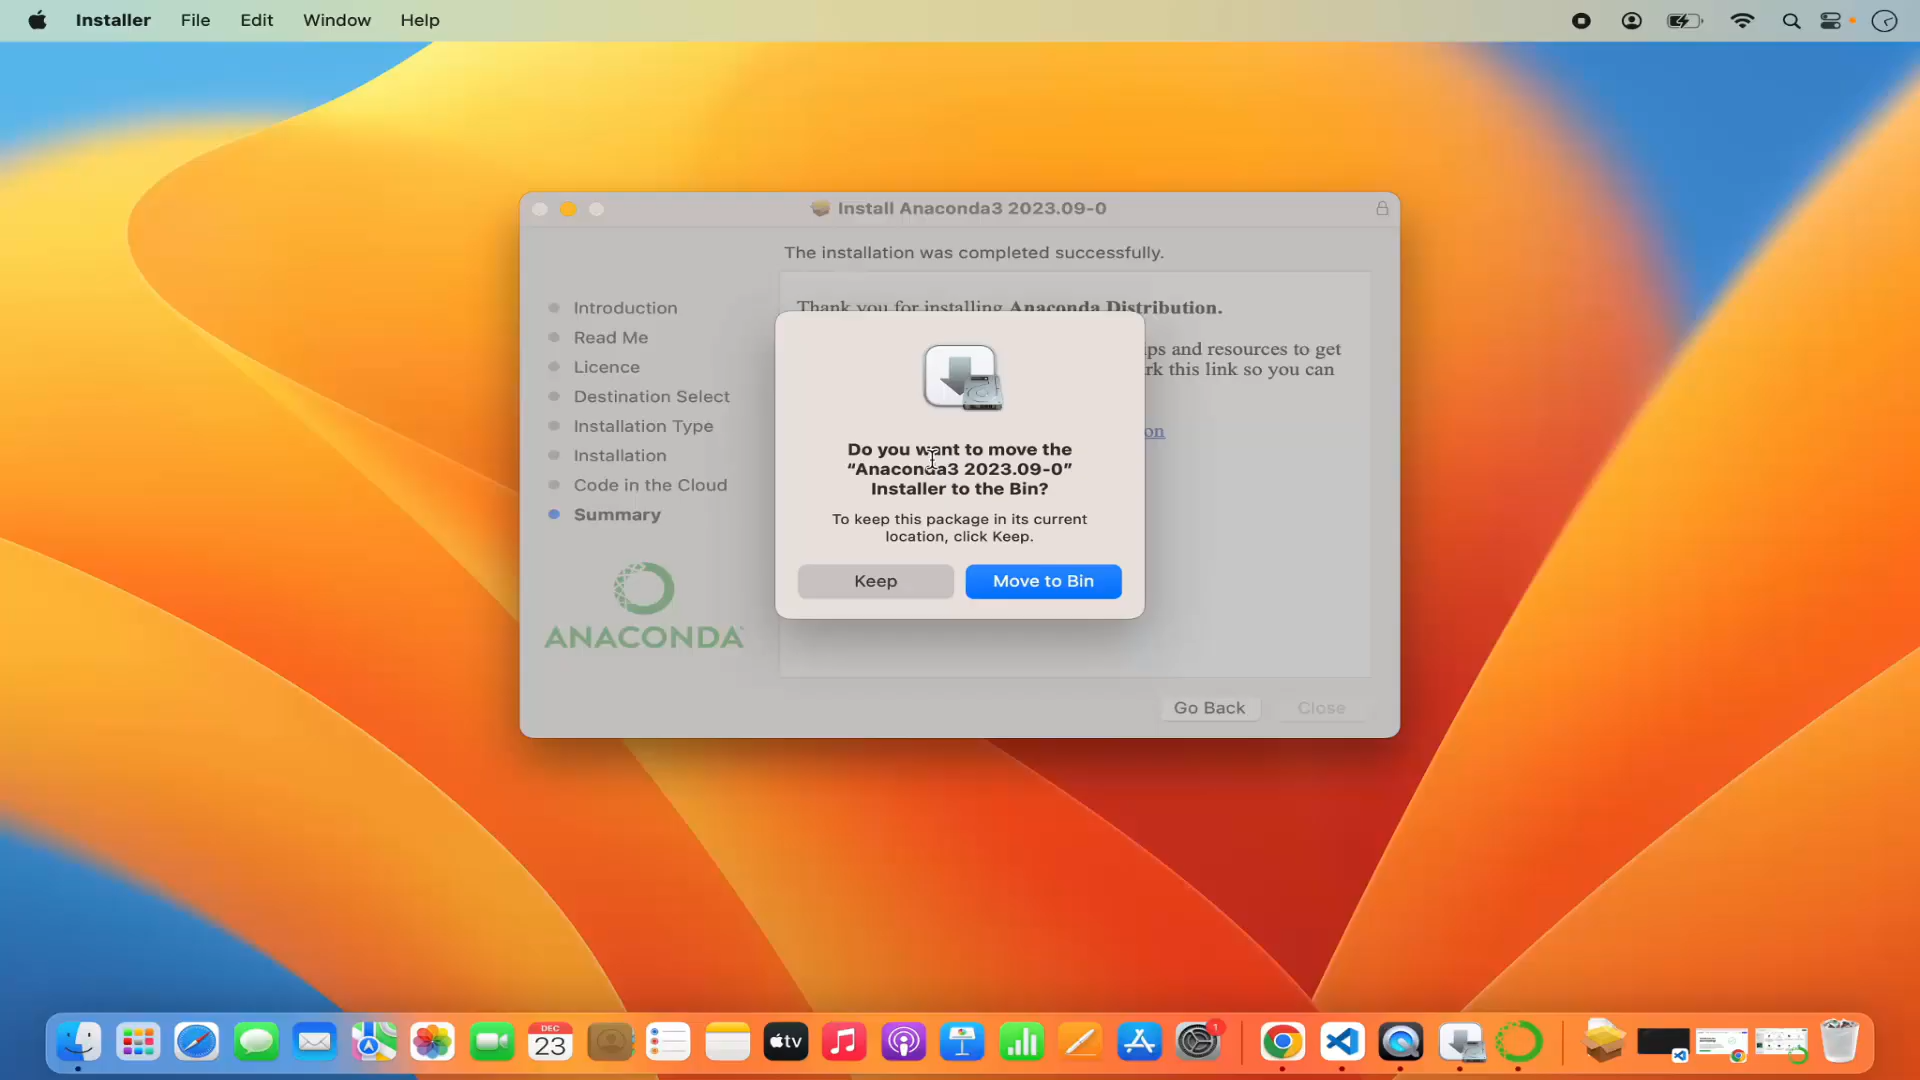 Installer File Edit Window Help
Install Anaconda3 2023.09-0
The installation was completed successfully.
Introduction
Read Me
Licence
Destination Select
Installation Type
Installation
Code in the Cloud
Summary
ANACONDA
Thank you for installing Anaconda Distribution.
ps and resources to get
rk this link so you can
on
Do you want to move the
“Anaconda3 2023.09-0”
Installer to the Bin?
To keep this package in its current
location, click Keep.
Keep Move to Bin
Go Back Close
DEC
23
tv
1